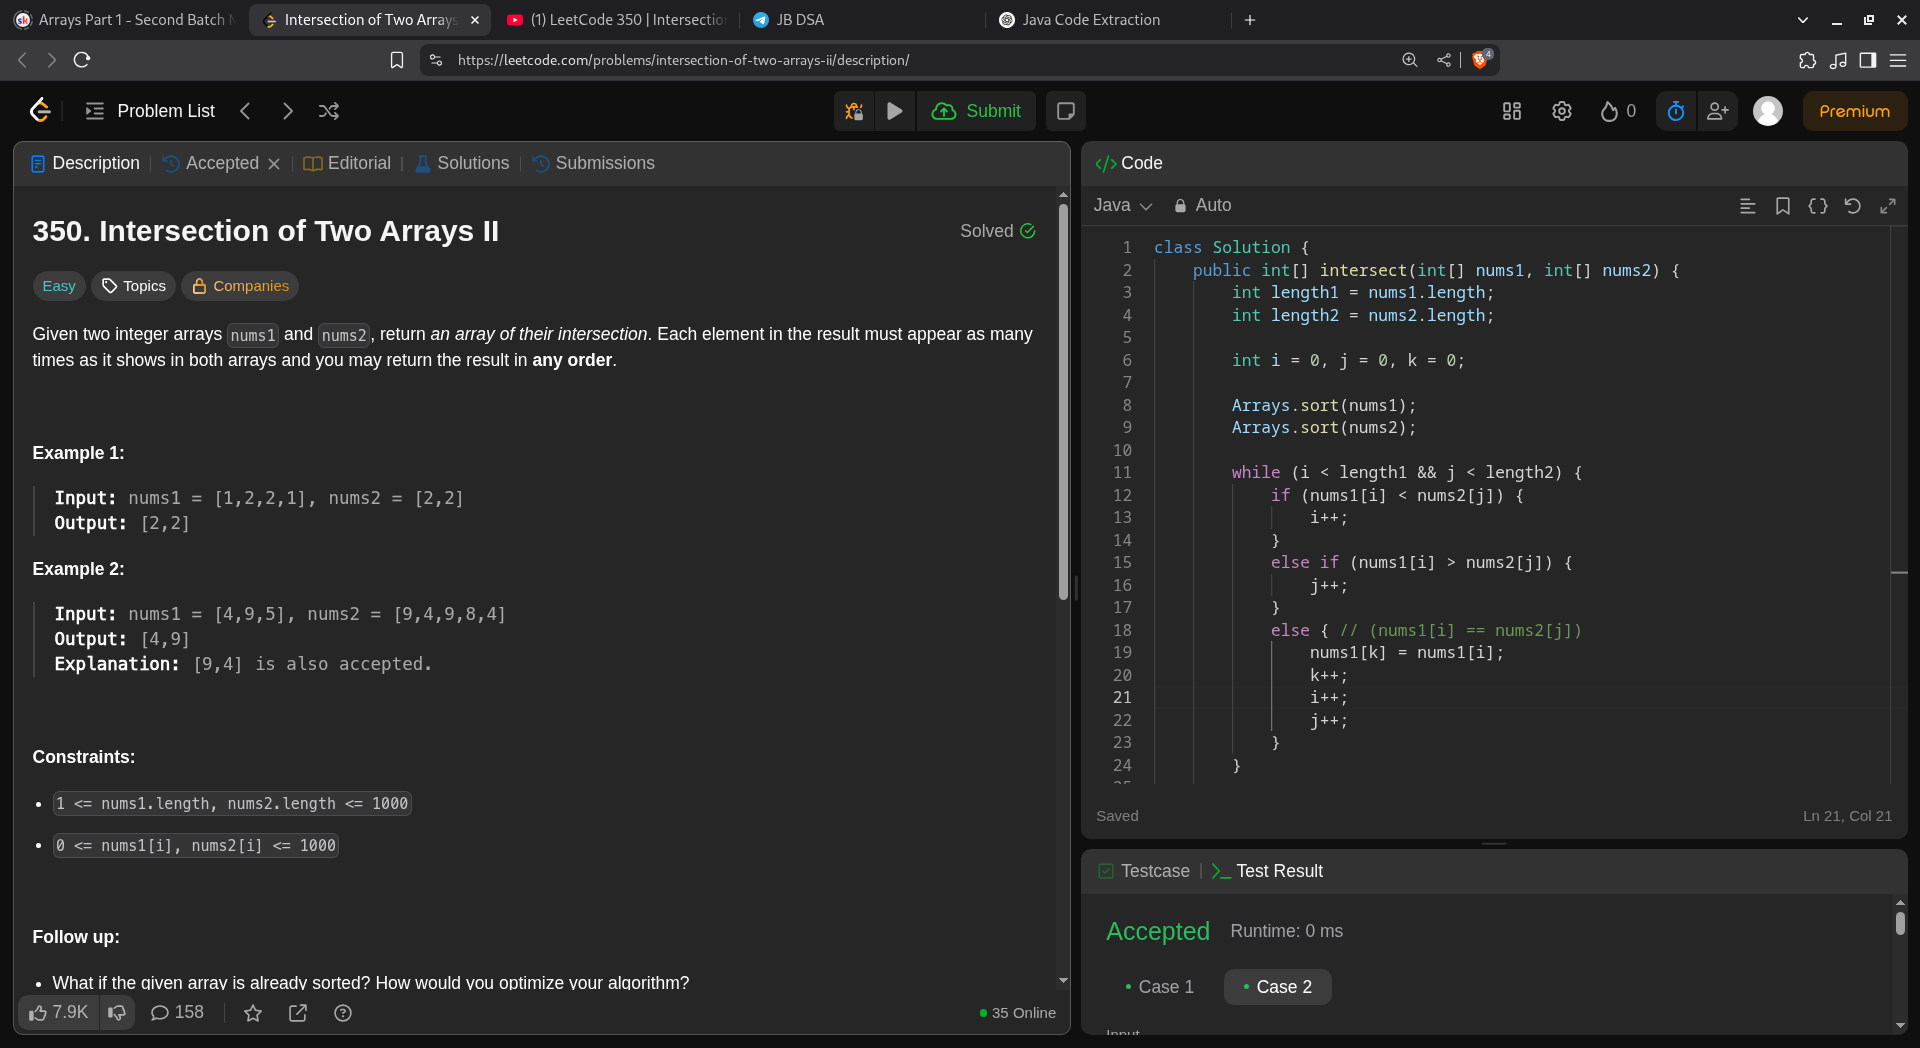 Arrays Part 1 - Second Batch
Intersection of Two Arrays
(1) LeetCode 350 | Intersection
JB DSA
Java Code Extraction
https://leetcode.com/problems/intersection-of-two-arrays-ii/description/
4
Problem List
Submit
0
Premium
Description
Accepted
Editorial
Solutions
Submissions
350. Intersection of Two Arrays II
Solved
Easy
Topics
Companies
Given two integer arrays nums1 and nums2, return an array of their intersection. Each element in the result must appear as many
times as it shows in both arrays and you may return the result in any order.
Example 1:
Input: nums1 = [1,2,2,1], nums2 = [2,2]
Output: [2,2]
Example 2:
Input: nums1 = [4,9,5], nums2 = [9,4,9,8,4]
Output: [4,9]
Explanation: [9,4] is also accepted.
Constraints:
• 1 <= nums1.length, nums2.length <= 1000
• 0 <= nums1[i], nums2[i] <= 1000
Follow up:
• What if the given array is already sorted? How would you optimize your algorithm?
7.9K
158
35 Online
</> Code
Java
Auto
1 class Solution {
2 public int[] intersect(int[] nums1, int[] nums2) {
3 int length1 = nums1.length;
4 int length2 = nums2.length;
5
6 int i = 0, j = 0, k = 0;
7
8 Arrays.sort(nums1);
9 Arrays.sort(nums2);
10
11 while (i < length1 && j < length2) {
12 if (nums1[i] < nums2[j]) {
13 i++;
14 }
15 else if (nums1[i] > nums2[j]) {
16 j++;
17 }
18 else { // (nums1[i] == nums2[j])
19 nums1[k] = nums1[i];
20 k++;
21 i++;
22 j++;
23 }
24 }
Saved
Ln 21, Col 21
Testcase
Test Result
Accepted
Runtime: 0 ms
• Case 1
• Case 2
Input